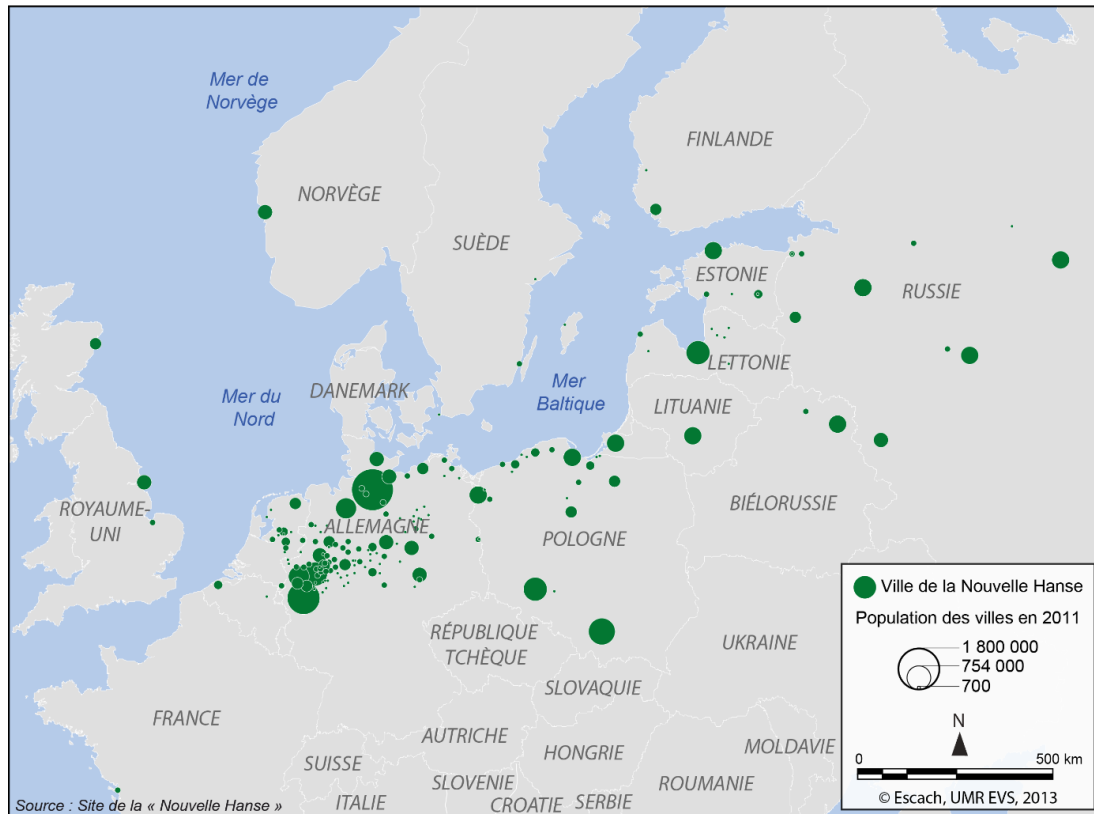 Mer de
Norvège
FINLANDE
NORVÈGE
SUÈDE
ESTONIE
RUSSIE
Mer du
Nord
DANEMARK
Mer
Baltique
LETTONIE
LITUANIE
ROYAUME-
UNI
ALLEMAGNE
POLOGNE
BIÉLORUSSIE
RÉPUBLIQUE
TCHÈQUE
UKRAINE
SLOVAQUIE
FRANCE
AUTRICHE
HONGRIE
MOLDAVIE
SUISSE
SLOVENIE
ROUMANIE
ITALIE
CROATIE
SERBIE
Source : Site de la « Nouvelle Hanse »
Ville de la Nouvelle Hanse
Population des villes en 2011
1 800 000
754 000
700
N
0
500 km
© Escach, UMR EVS, 2013